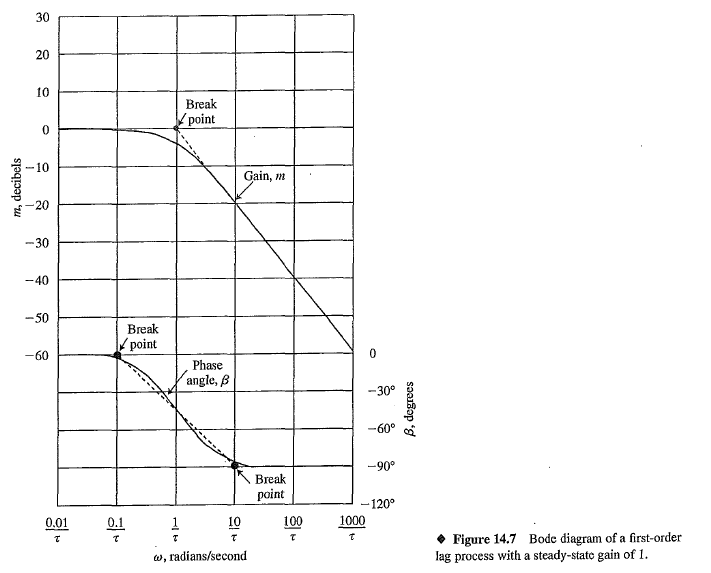 30
20
10
0
−10
−20
−30
−40
−50
−60
m, decibels
Break
point
Gain, m
Break
point
Phase
angle, β
Break
point
0
−30°
−60°
−90°
−120°
β, degrees
0.01/τ 0.1/τ 1/τ 10/τ 100/τ 1000/τ
ω, radians/second
◆ Figure 14.7 Bode diagram of a first-order
lag process with a steady-state gain of 1.